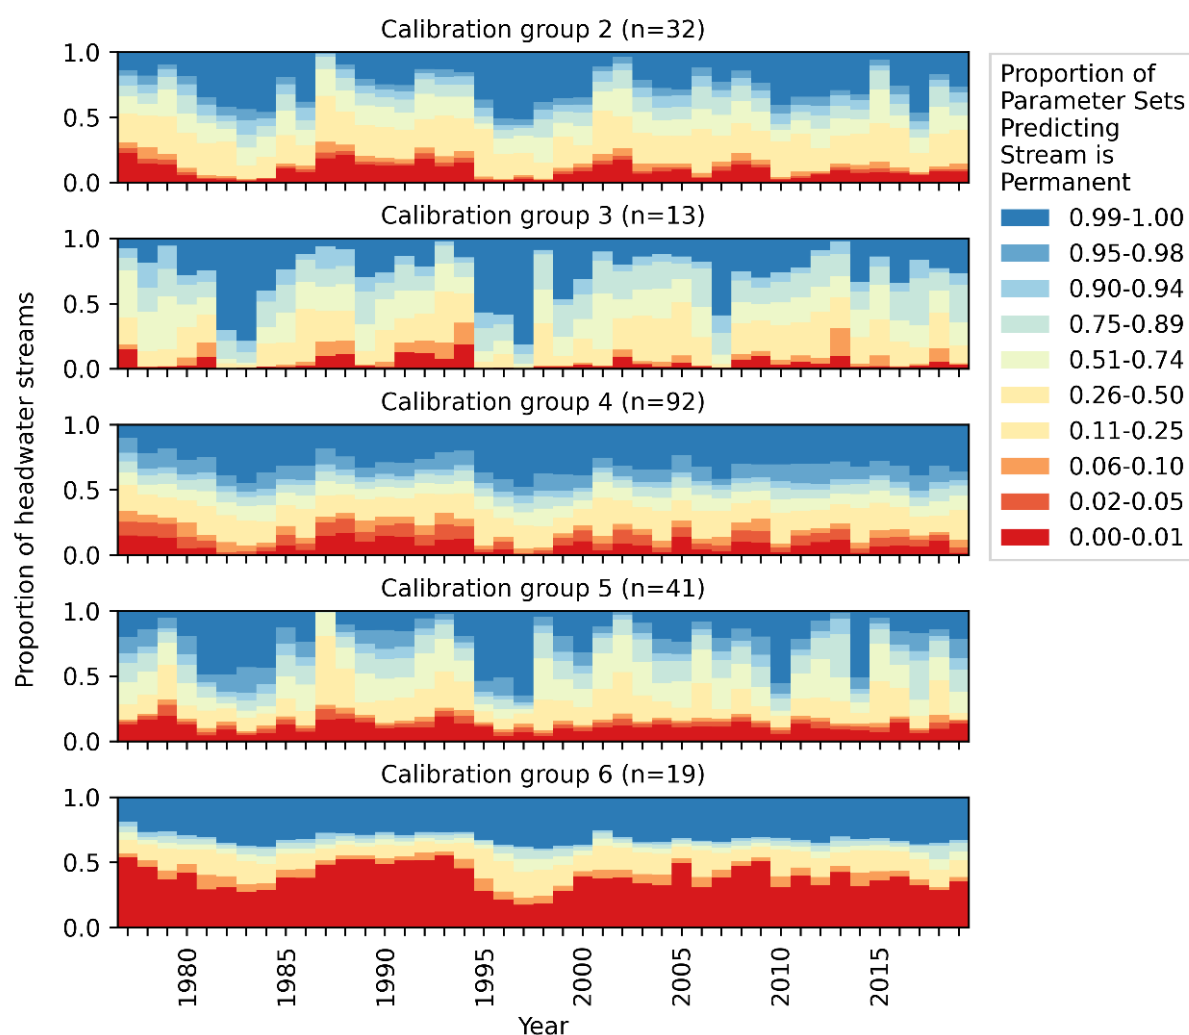 Calibration group 2 (n=32)
1.0
0.5
0.0
Calibration group 3 (n=13)
1.0
0.5
0.0
Calibration group 4 (n=92)
1.0
0.5
0.0
Calibration group 5 (n=41)
1.0
0.5
0.0
Calibration group 6 (n=19)
1.0
0.5
0.0
1980
1985
1990
1995
2000
2005
2010
2015
Year
Proportion of headwater streams
Proportion of
Parameter Sets
Predicting
Stream is
Permanent
0.99-1.00
0.95-0.98
0.90-0.94
0.75-0.89
0.51-0.74
0.26-0.50
0.11-0.25
0.06-0.10
0.02-0.05
0.00-0.01